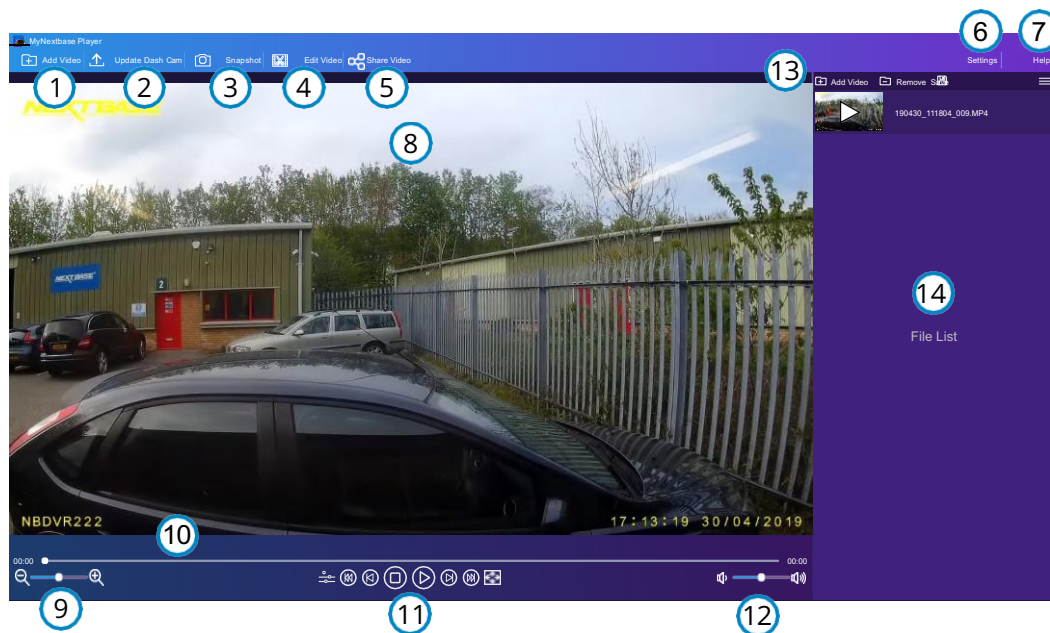 6 7
MyNextbase Player
Add Video Update Dash Cam Snapshot Edit Video Share Video Settings Help
1 2 3 4 5 13
Add Video Remove
NEXTBASE
190430_111804_009.MP4
8
NEXTBASE
2
14
File List
NBDVR222 17:13:19 30/04/2019
10
00:00 00:00
9 11 12